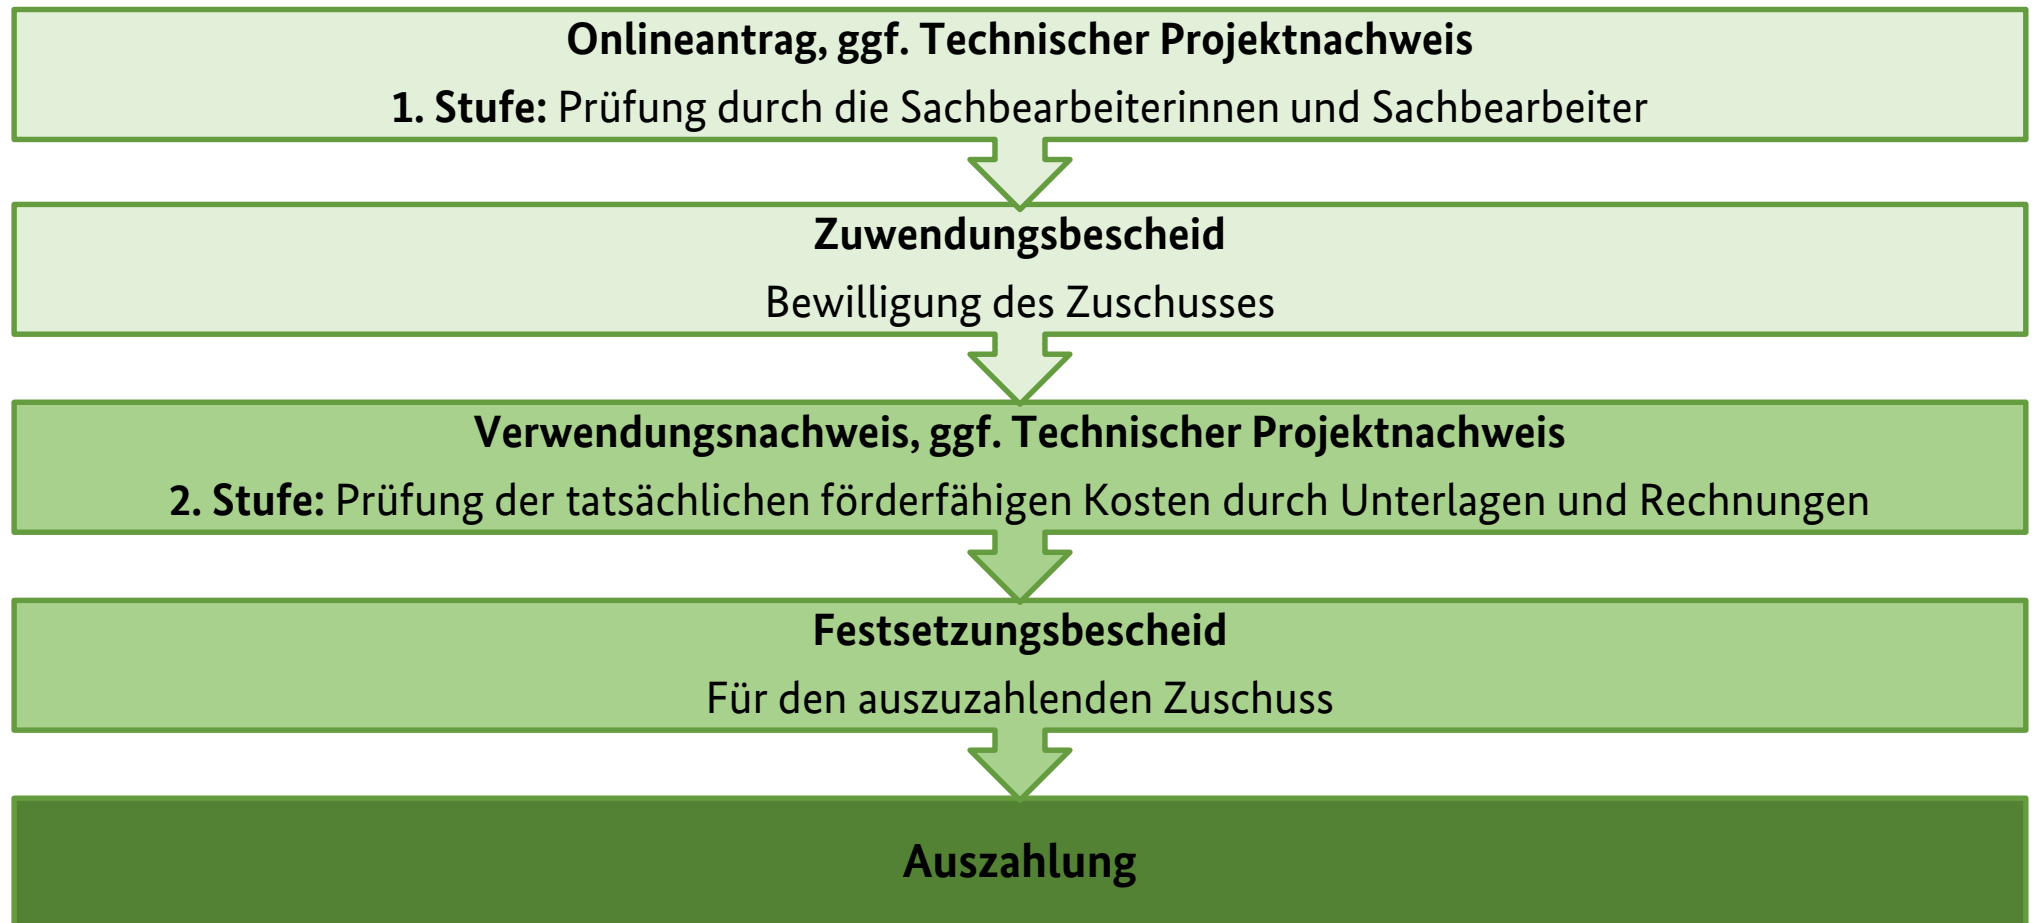 Onlineantrag, ggf. Technischer Projektnachweis
1. Stufe: Prüfung durch die Sachbearbeiterinnen und Sachbearbeiter
Zuwendungsbescheid
Bewilligung des Zuschusses
Verwendungsnachweis, ggf. Technischer Projektnachweis
2. Stufe: Prüfung der tatsächlichen förderfähigen Kosten durch Unterlagen und Rechnungen
Festsetzungsbescheid
Für den auszuzahlenden Zuschuss
Auszahlung